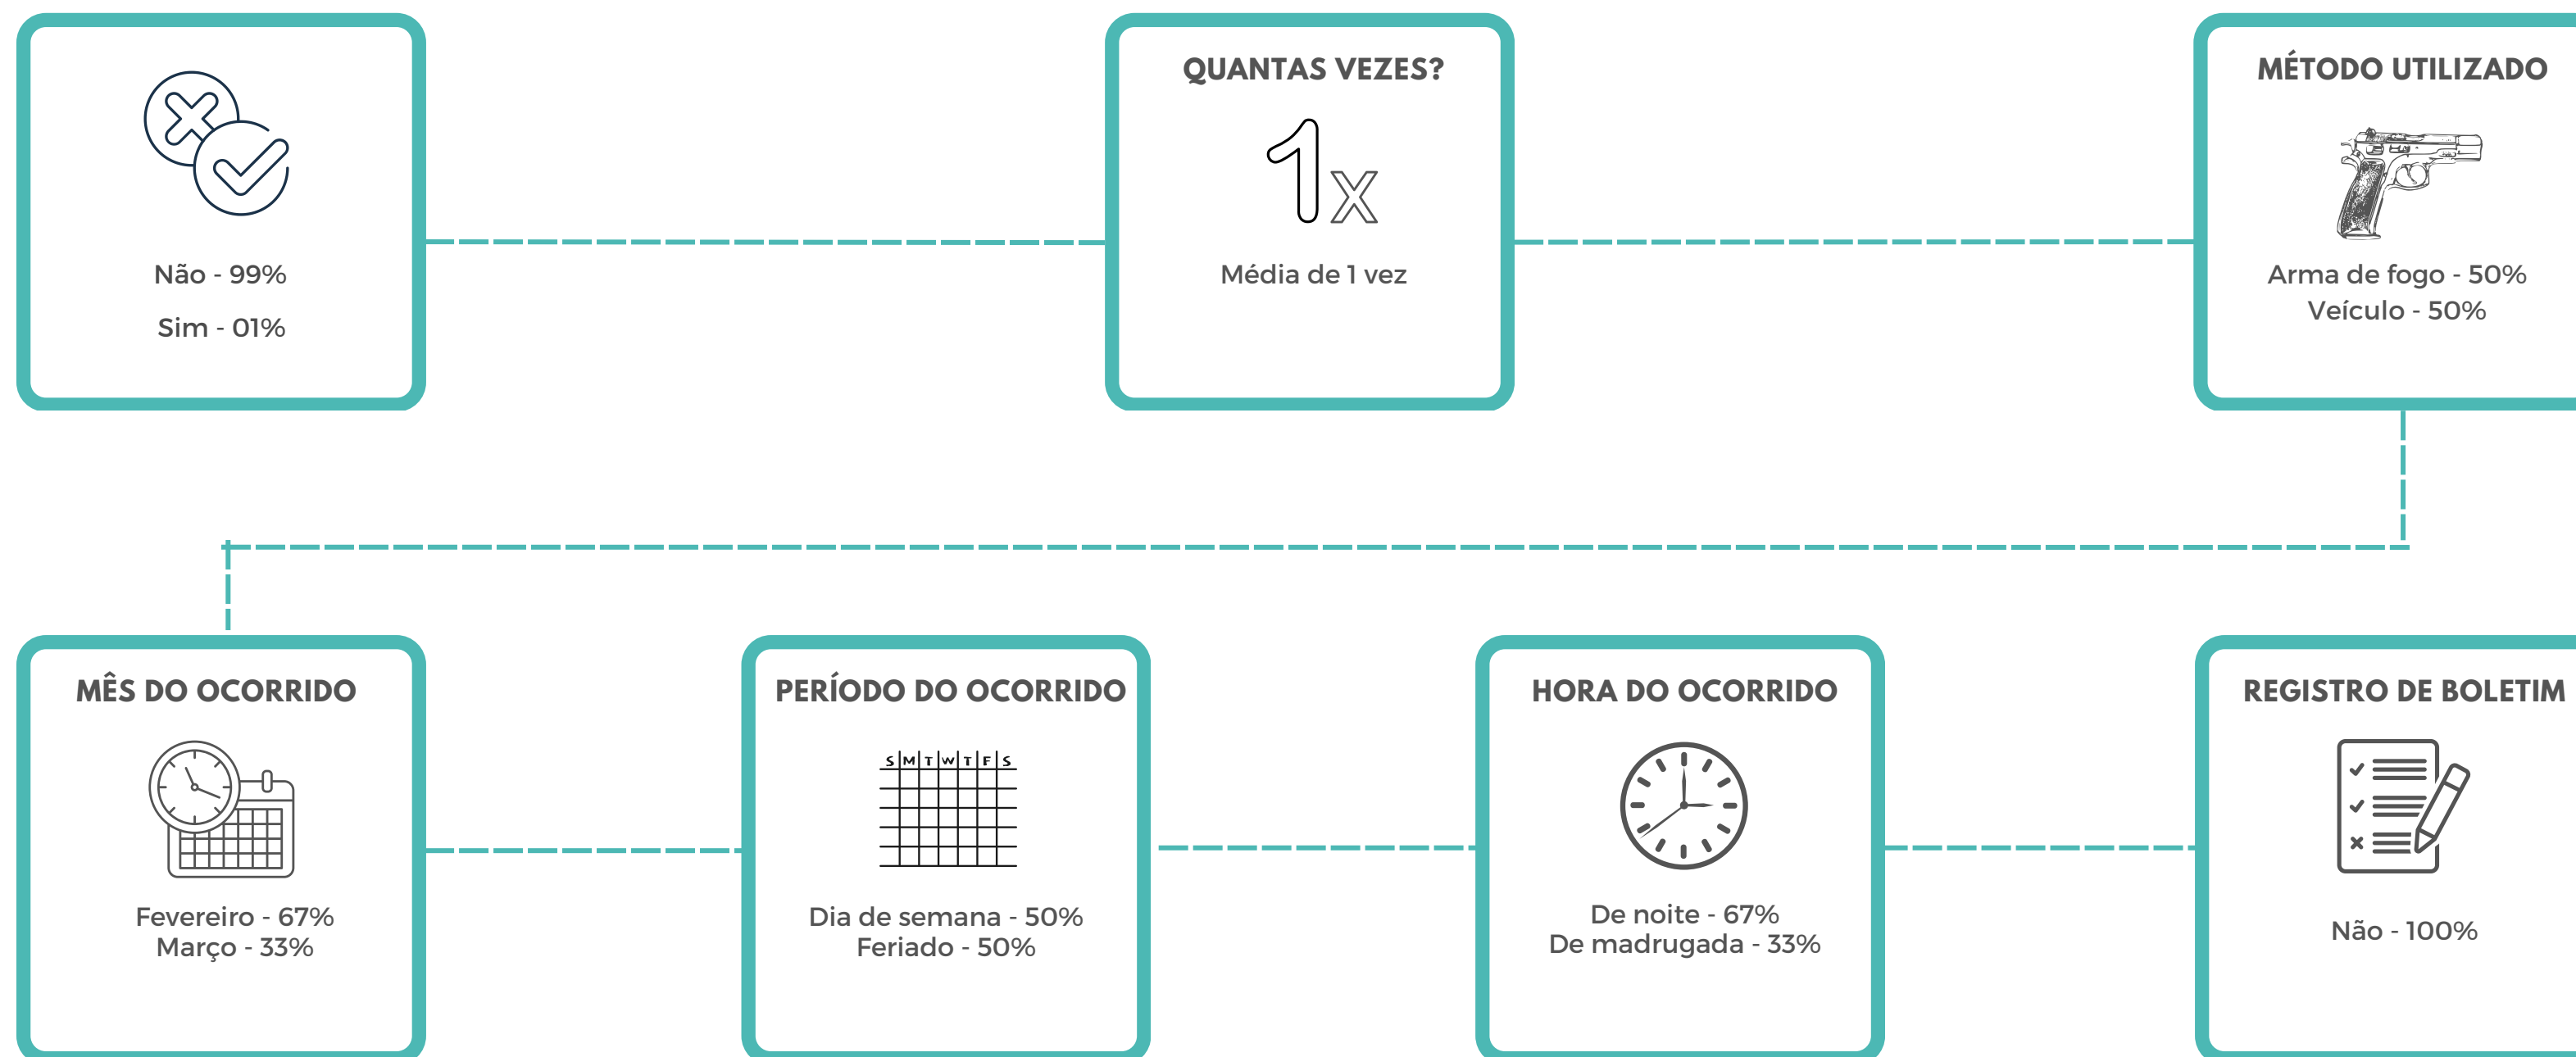 Não - 99%
Sim - 01%
QUANTAS VEZES?
1x
Média de 1 vez
MÉTODO UTILIZADO
Arma de fogo - 50%
Veículo - 50%
MÊS DO OCORRIDO
Fevereiro - 67%
Março - 33%
PERÍODO DO OCORRIDO
S M T W T F S
Dia de semana - 50%
Feriado - 50%
HORA DO OCORRIDO
De noite - 67%
De madrugada - 33%
REGISTRO DE BOLETIM
Não - 100%